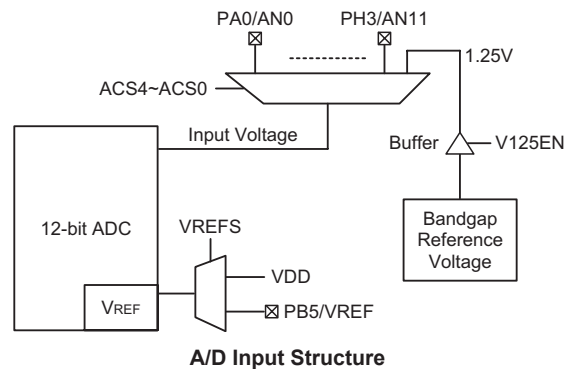 PA0/AN0
PH3/AN11
1.25V
ACS4~ACS0
Input Voltage
Buffer
V125EN
12-bit ADC
VREFS
Bandgap
Reference
Voltage
VDD
VREF
PB5/VREF
A/D Input Structure